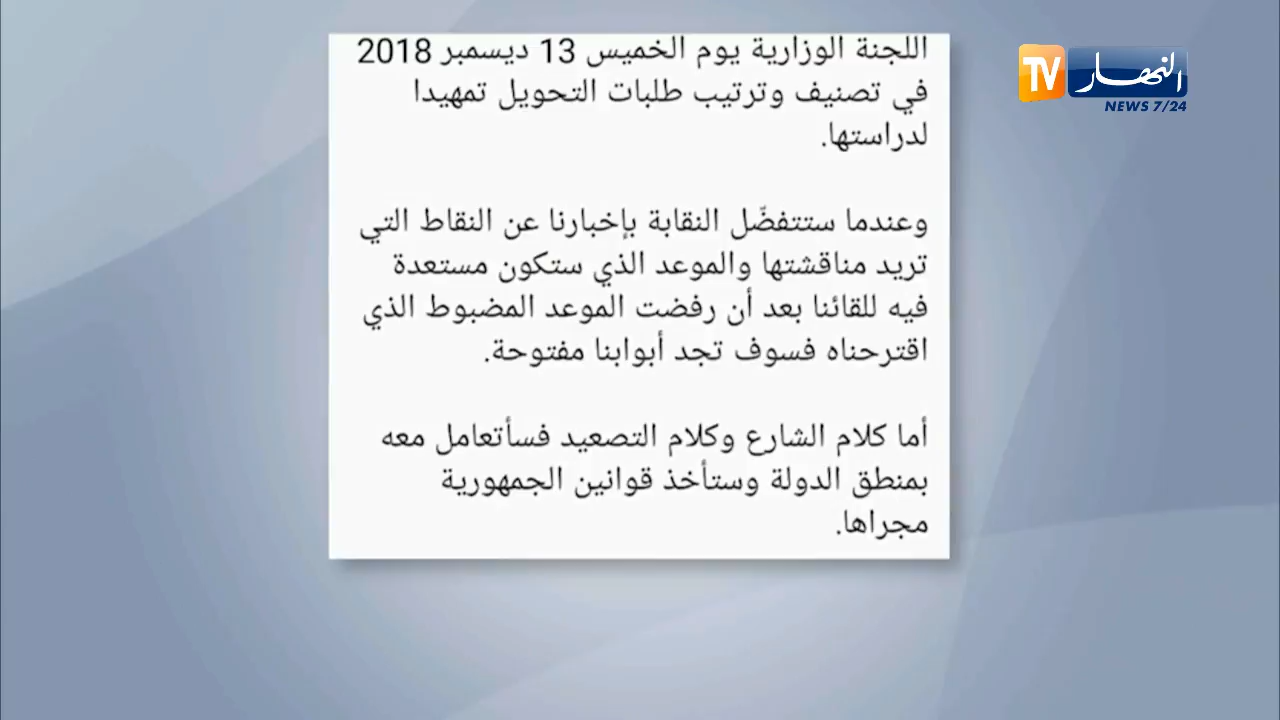 اللجنة الوزارية يوم الخميس 13 ديسمبر 2018
في تصنيف وترتيب طلبات التحويل تمهيدا
لدراستها.
وعندما ستتفضّل النقابة بإخبارنا عن النقاط التي
تريد مناقشتها والموعد الذي ستكون مستعدة
فيه للقائنا بعد أن رفضت الموعد المضبوط الذي
اقترحناه فسوف تجد أبوابنا مفتوحة.
أما كلام الشارع وكلام التصعيد فسأتعامل معه
بمنطق الدولة وستأخذ قوانين الجمهورية
مجراها.
النهار TV
NEWS 7/24